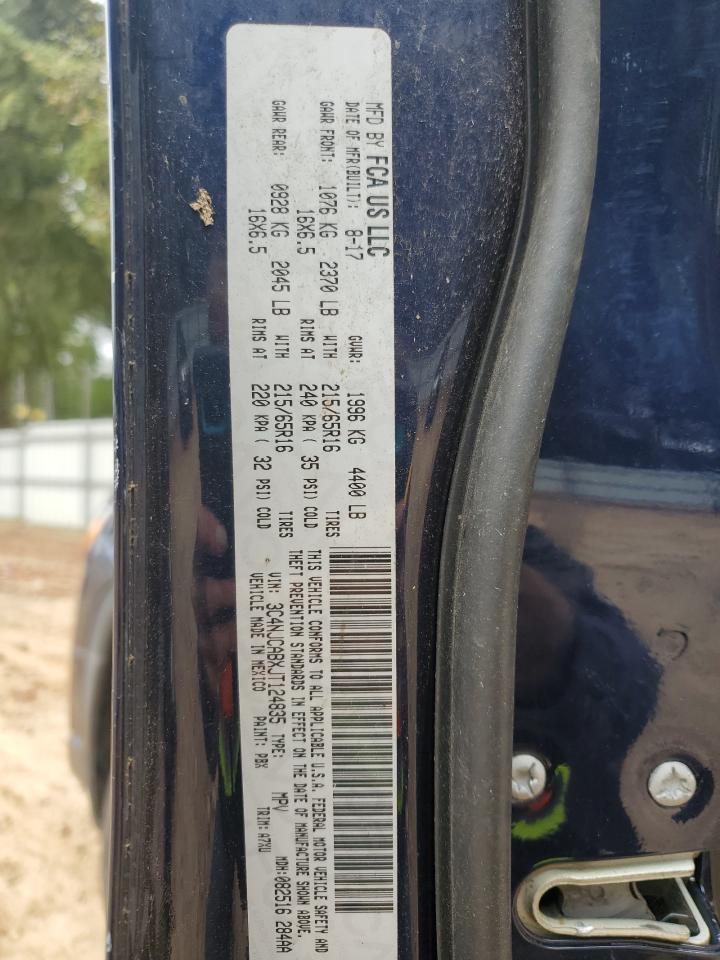 MFD BY FCA US LLC
DATE OF MFR(BUILT): 8-17 GVWR: 1996 KG 4400 LB
GAWR FRONT: 1076 KG 2370 LB WITH 215/65R16 TIRES
16X6.5 RIMS AT 240 KPA ( 35 PSI) COLD
GAWR REAR: 0928 KG 2045 LB WITH 215/65R16 TIRES
16X6.5 RIMS AT 220 KPA ( 32 PSI) COLD
THIS VEHICLE CONFORMS TO ALL APPLICABLE U.S.A. FEDERAL MOTOR VEHICLE SAFETY AND
THEFT PREVENTION STANDARDS IN EFFECT ON THE DATE OF MANUFACTURE SHOWN ABOVE.
VIN: 3C4NJCABXJT124835 TYPE: MPV MDH:082516 284AA
VEHICLE MADE IN MEXICO PAINT: PBX TRIM: A7XU